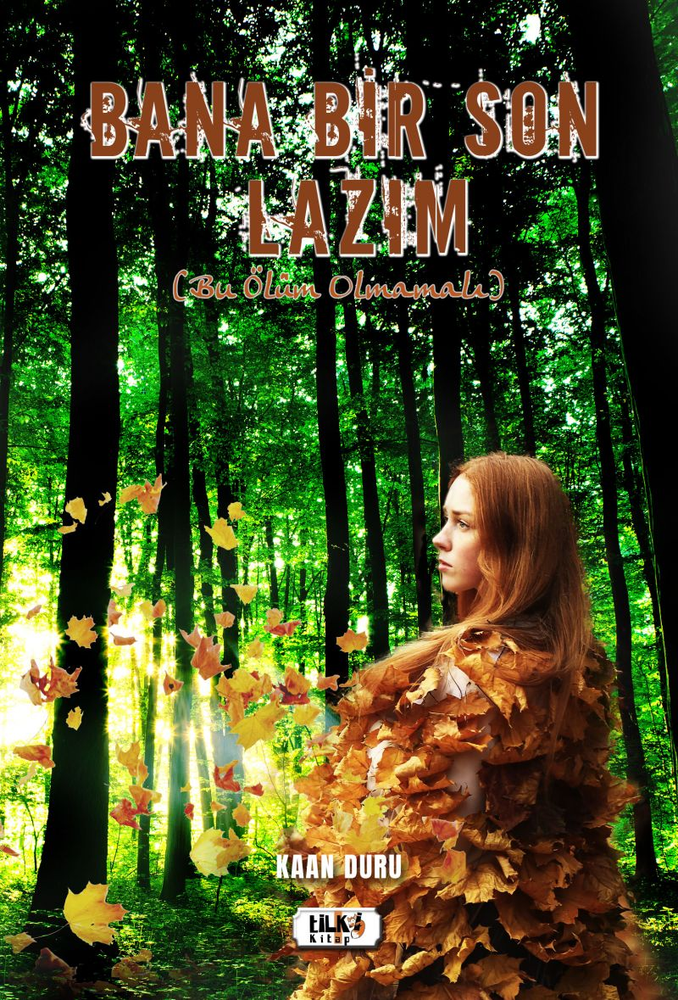 BANA BİR SON
LAZIM
(Bu Ölüm Olmamalı)
KAAN DURU
tiLKi
Kitap